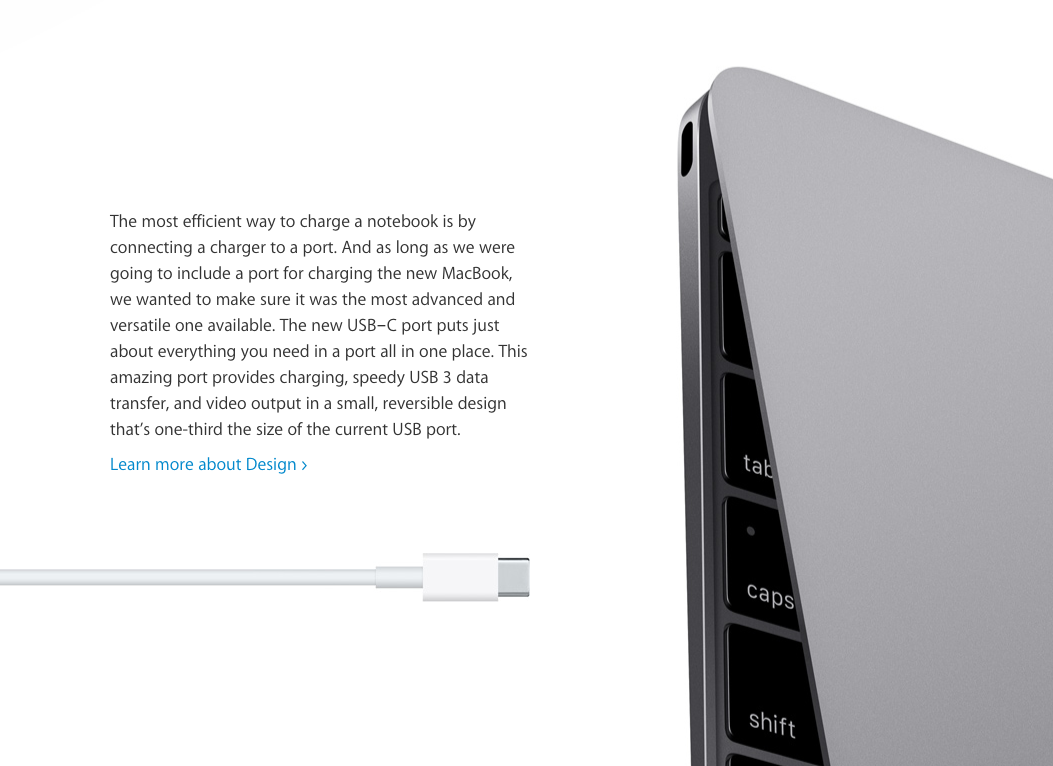 The most efficient way to charge a notebook is by
connecting a charger to a port. And as long as we were
going to include a port for charging the new MacBook,
we wanted to make sure it was the most advanced and
versatile one available. The new USB–C port puts just
about everything you need in a port all in one place. This
amazing port provides charging, speedy USB 3 data
transfer, and video output in a small, reversible design
that’s one-third the size of the current USB port.
Learn more about Design ›
tab
caps
shift